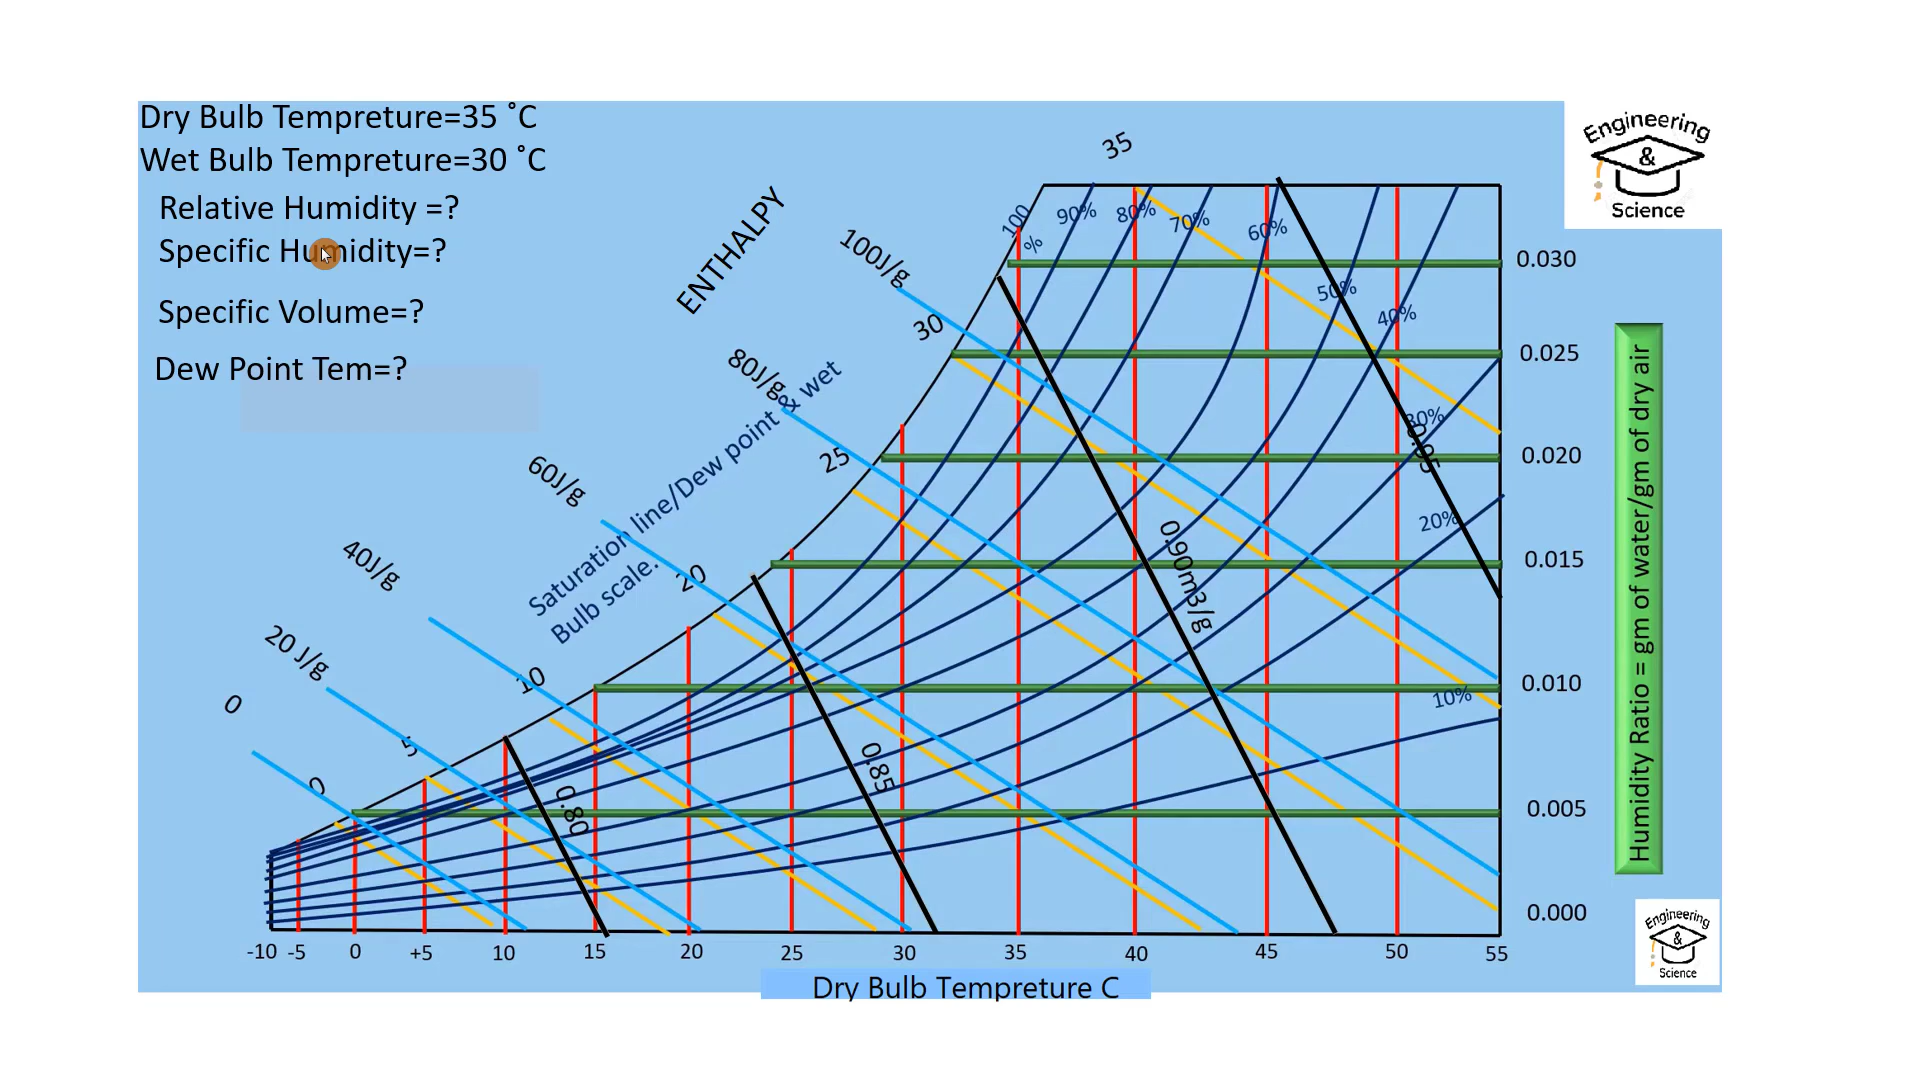 Dry Bulb Tempreture=35 ˚C
Wet Bulb Tempreture=30 ˚C
Relative Humidity =?
Specific Humidity=?
Specific Volume=?
Dew Point Tem=?
Engineering
&
Science
ENTHALPY
35
100J/g
30
80J/g
25
60J/g
20
40J/g
10
20 J/g
5
0
0
Saturation line/Dew point & wet
Bulb scale.
100
%
90%
80%
70%
60%
50%
40%
30%
20%
10%
0.95
0.90m3/g
0.85
0.80
0.030
0.025
0.020
0.015
0.010
0.005
0.000
Humidity Ratio = gm of water/gm of dry air
-10 -5 0 +5 10 15 20 25 30 35 40 45 50 55
Dry Bulb Tempreture C
Engineering
&
Science